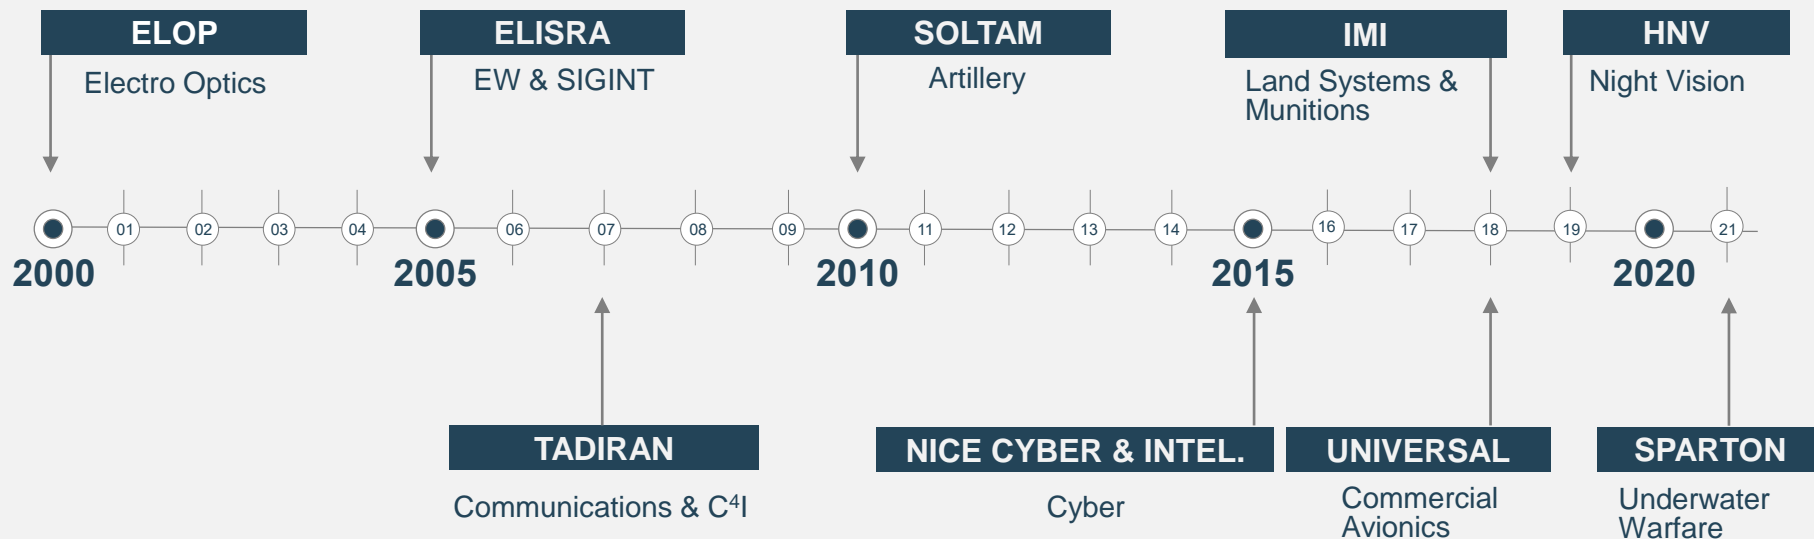 ELOP
Electro Optics
ELISRA
EW & SIGINT
SOLTAM
Artillery
IMI
Land Systems &
Munitions
HNV
Night Vision
01
02
03
04
06
07
08
09
11
12
13
14
16
17
18
19
21
2000
2005
2010
2015
2020
TADIRAN
Communications & C⁴I
NICE CYBER & INTEL.
Cyber
UNIVERSAL
Commercial
Avionics
SPARTON
Underwater
Warfare